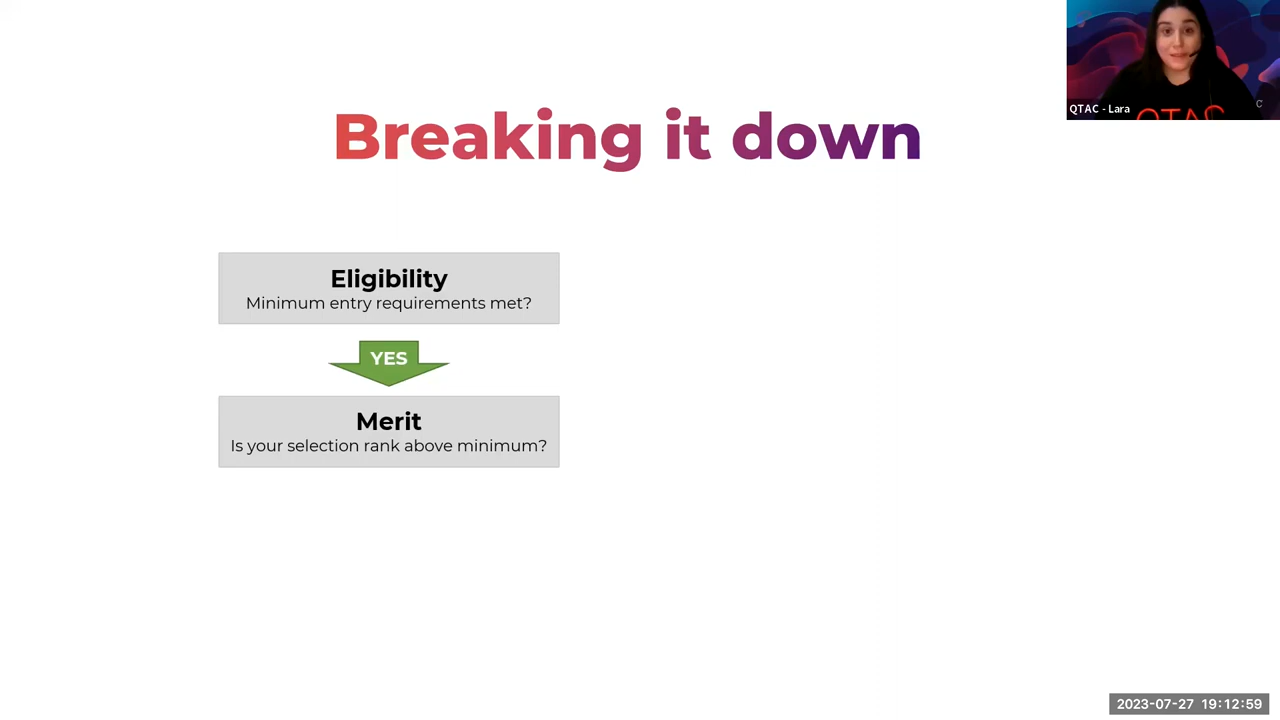 Breaking it down
QTAC - Lara
QTAC
C
Eligibility
Minimum entry requirements met?
YES
Merit
Is your selection rank above minimum?
2023-07-27 19:12:59